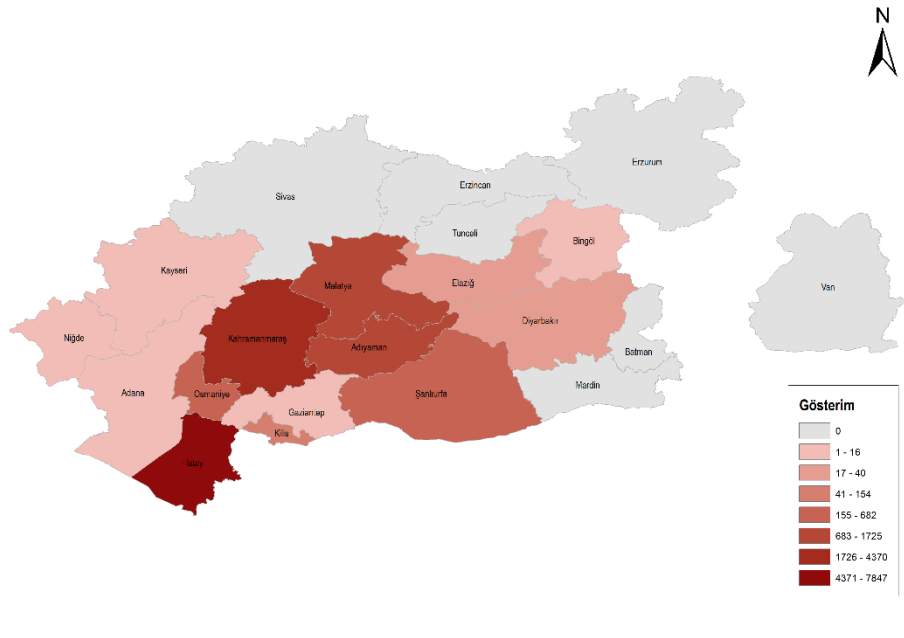 N
Erzurum
Erzincan
Sivas
Tunceli
Bingöl
Kayseri
Elazığ
Malatya
Van
Diyarbakır
Niğde
Kahramanmaraş
Adıyaman
Batman
Mardin
Adana
Osmaniye
Şanlıurfa
Gaziantep
Kilis
Hatay
Gösterim
0
1 - 16
17 - 40
41 - 154
155 - 682
683 - 1725
1726 - 4370
4371 - 7847